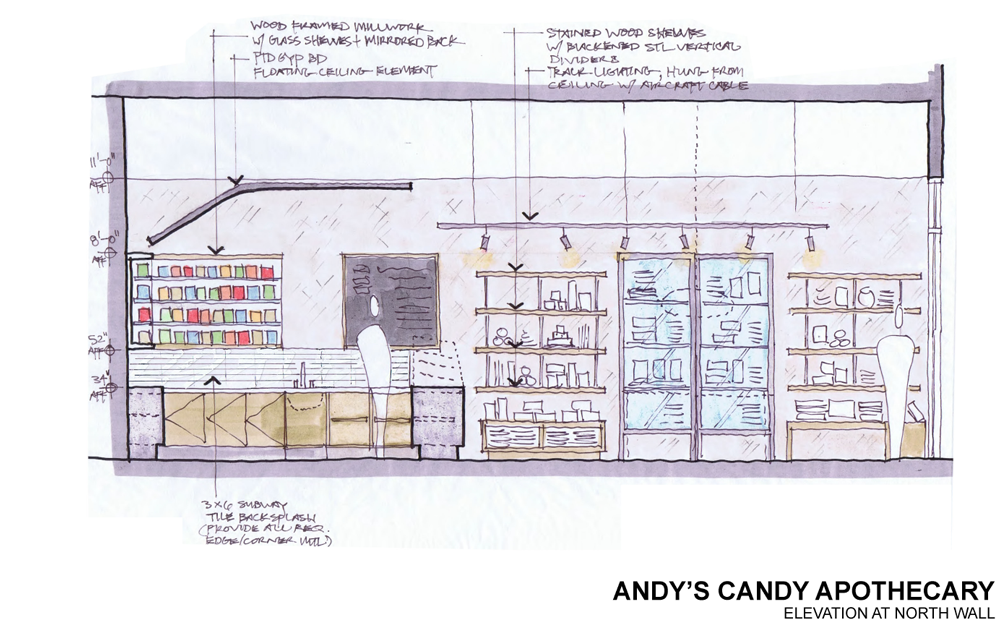 WOOD FRAMED MILLWORK
W/ GLASS SHELVES + MIRRORED BACK
PTD GYP BD
FLOATING CEILING ELEMENT
STAINED WOOD SHELVES
W/ BLACKENED STL VERTICAL
DIVIDERS
TRACK LIGHTING, HUNG FROM
CEILING W/ AIRCRAFT CABLE
11'-0"
AFF
8'-0"
AFF
52"
AFF
34"
AFF
3x6 SUBWAY
TILE BACKSPLASH
(PROVIDE ALL REQ.
EDGE/CORNER MTL)
ANDY'S CANDY APOTHECARY
ELEVATION AT NORTH WALL